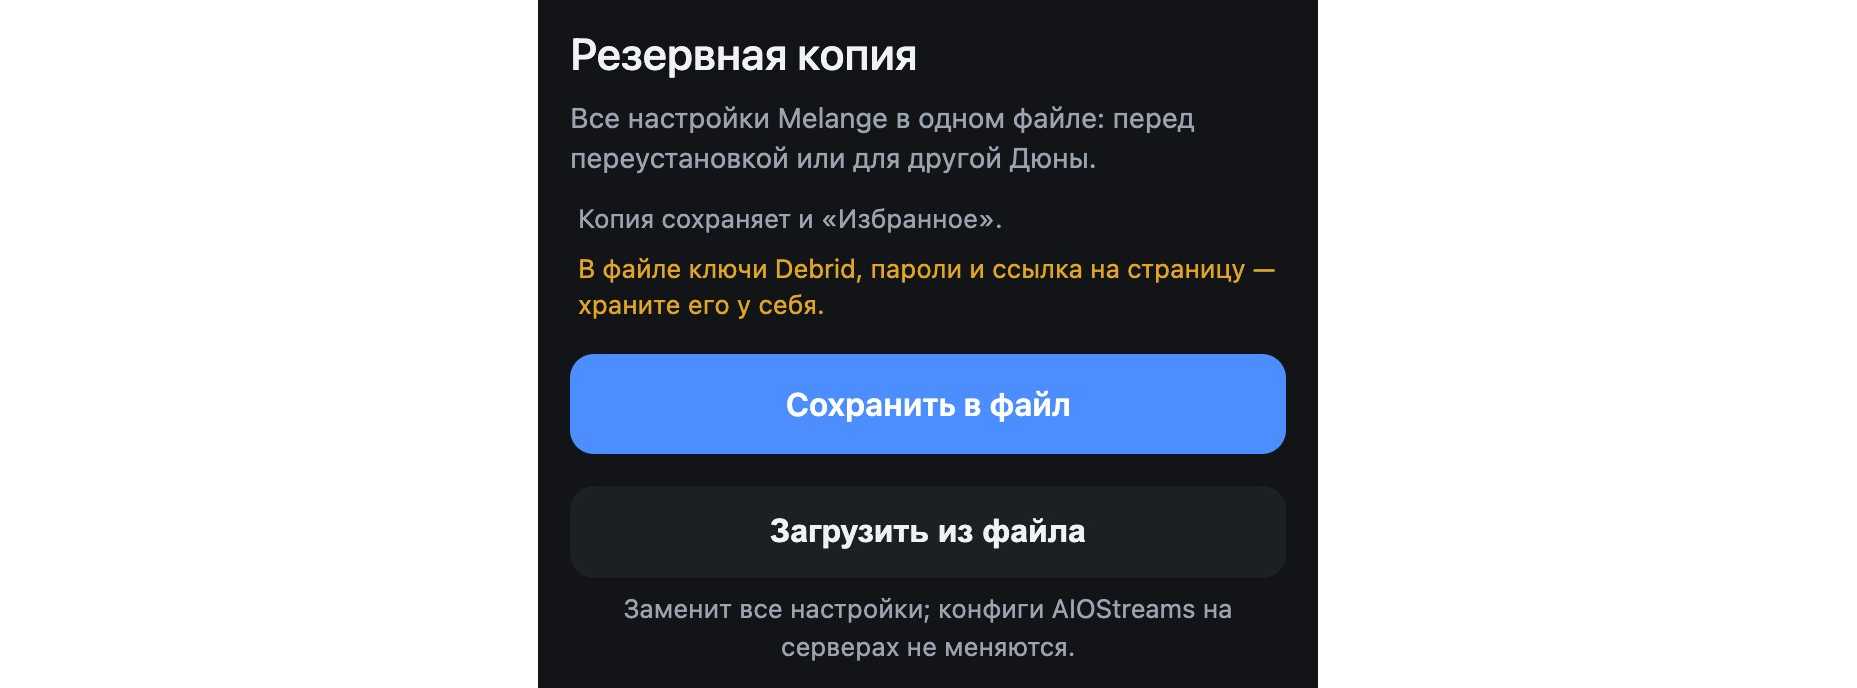 Резервная копия
Все настройки Melange в одном файле: перед
переустановкой или для другой Дюны.
Копия сохраняет и «Избранное».
В файле ключи Debrid, пароли и ссылка на страницу —
храните его у себя.
Сохранить в файл
Загрузить из файла
Заменит все настройки; конфиги AIOStreams на
серверах не меняются.